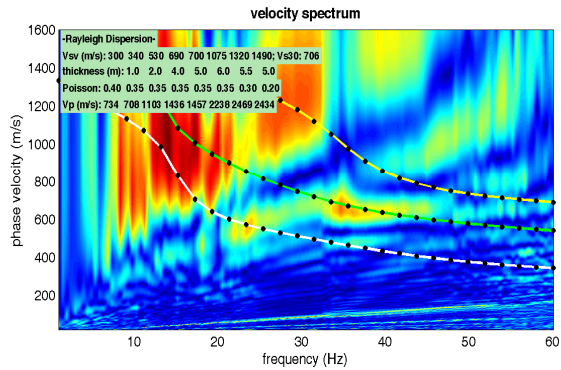 velocity spectrum
1600
1400
1200
1000
800
600
400
200
phase velocity (m/s)
-Rayleigh Dispersion-
Vsv (m/s): 300 340 530 690 700 1075 1320 1490; Vs30: 706
thickness (m): 1.0 2.0 4.0 5.0 6.0 5.5 5.0
Poisson: 0.40 0.35 0.35 0.35 0.35 0.35 0.30 0.20
Vp (m/s): 734 708 1103 1436 1457 2238 2469 2434
10 20 30 40 50 60
frequency (Hz)